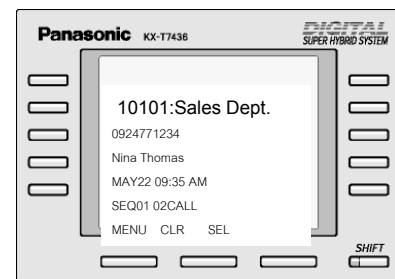 Panasonic KX-T7436
DIGITAL
SUPER HYBRID SYSTEM
10101:Sales Dept.
0924771234
Nina Thomas
MAY22 09:35 AM
SEQ01 02CALL
MENU CLR SEL
SHIFT